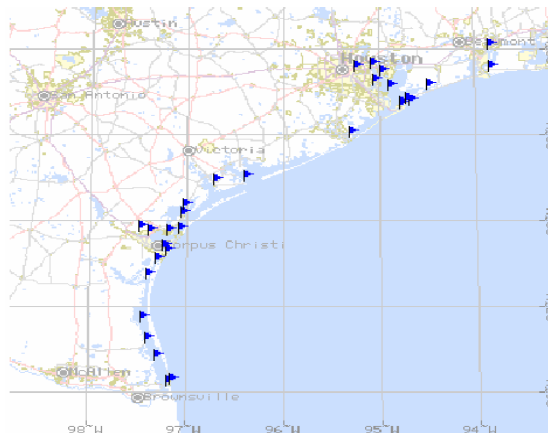 Austin
Beaumont
Houston
San Antonio
Victoria
Corpus Christi
McAllen
Brownsville
98°W 97°W 96°W 95°W 94°W